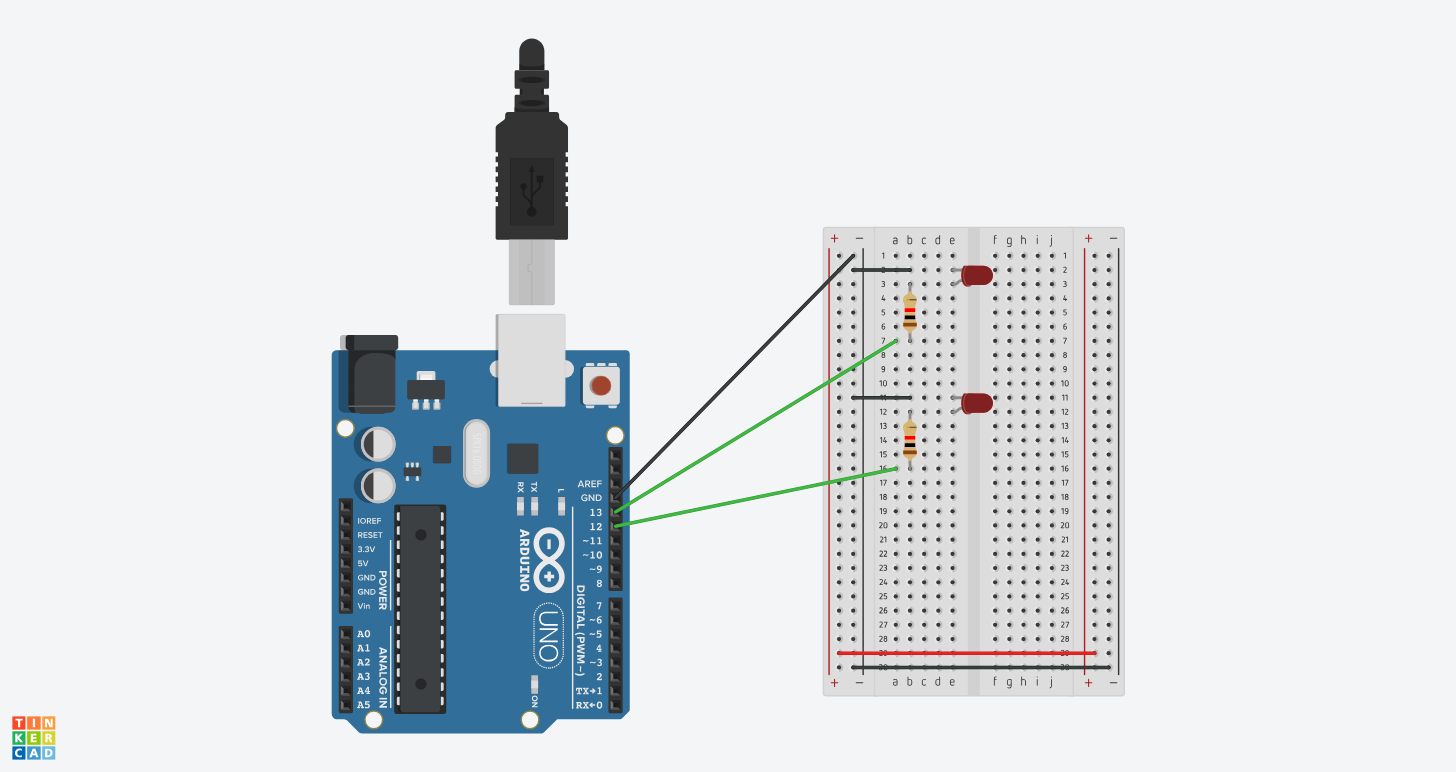 + − a b c d e f g h i j + −
1 1
2
3 3
4 4
5 5
6 6
7 7
8 8
9 9
10 10
11 11
12 12
13 13
14 14
15 15
16 16
17 17
18 18
19 19
20 20
21 21
22 22
23 23
24 24
25 25
26 26
27 27
28 28
29 29
30 30
+ − a b c d e f g h i j + −
RX TX L
AREF
GND
13
12
~11
~10
~9
8
7
~6
~5
4
~3
2
TX→1
RX←0
DIGITAL (PWM~)
ARDUINO
UNO
ON
IOREF
RESET
3.3V
5V
GND
GND
Vin
POWER
A0
A1
A2
A3
A4
A5
ANALOG IN
TIN
KER
CAD